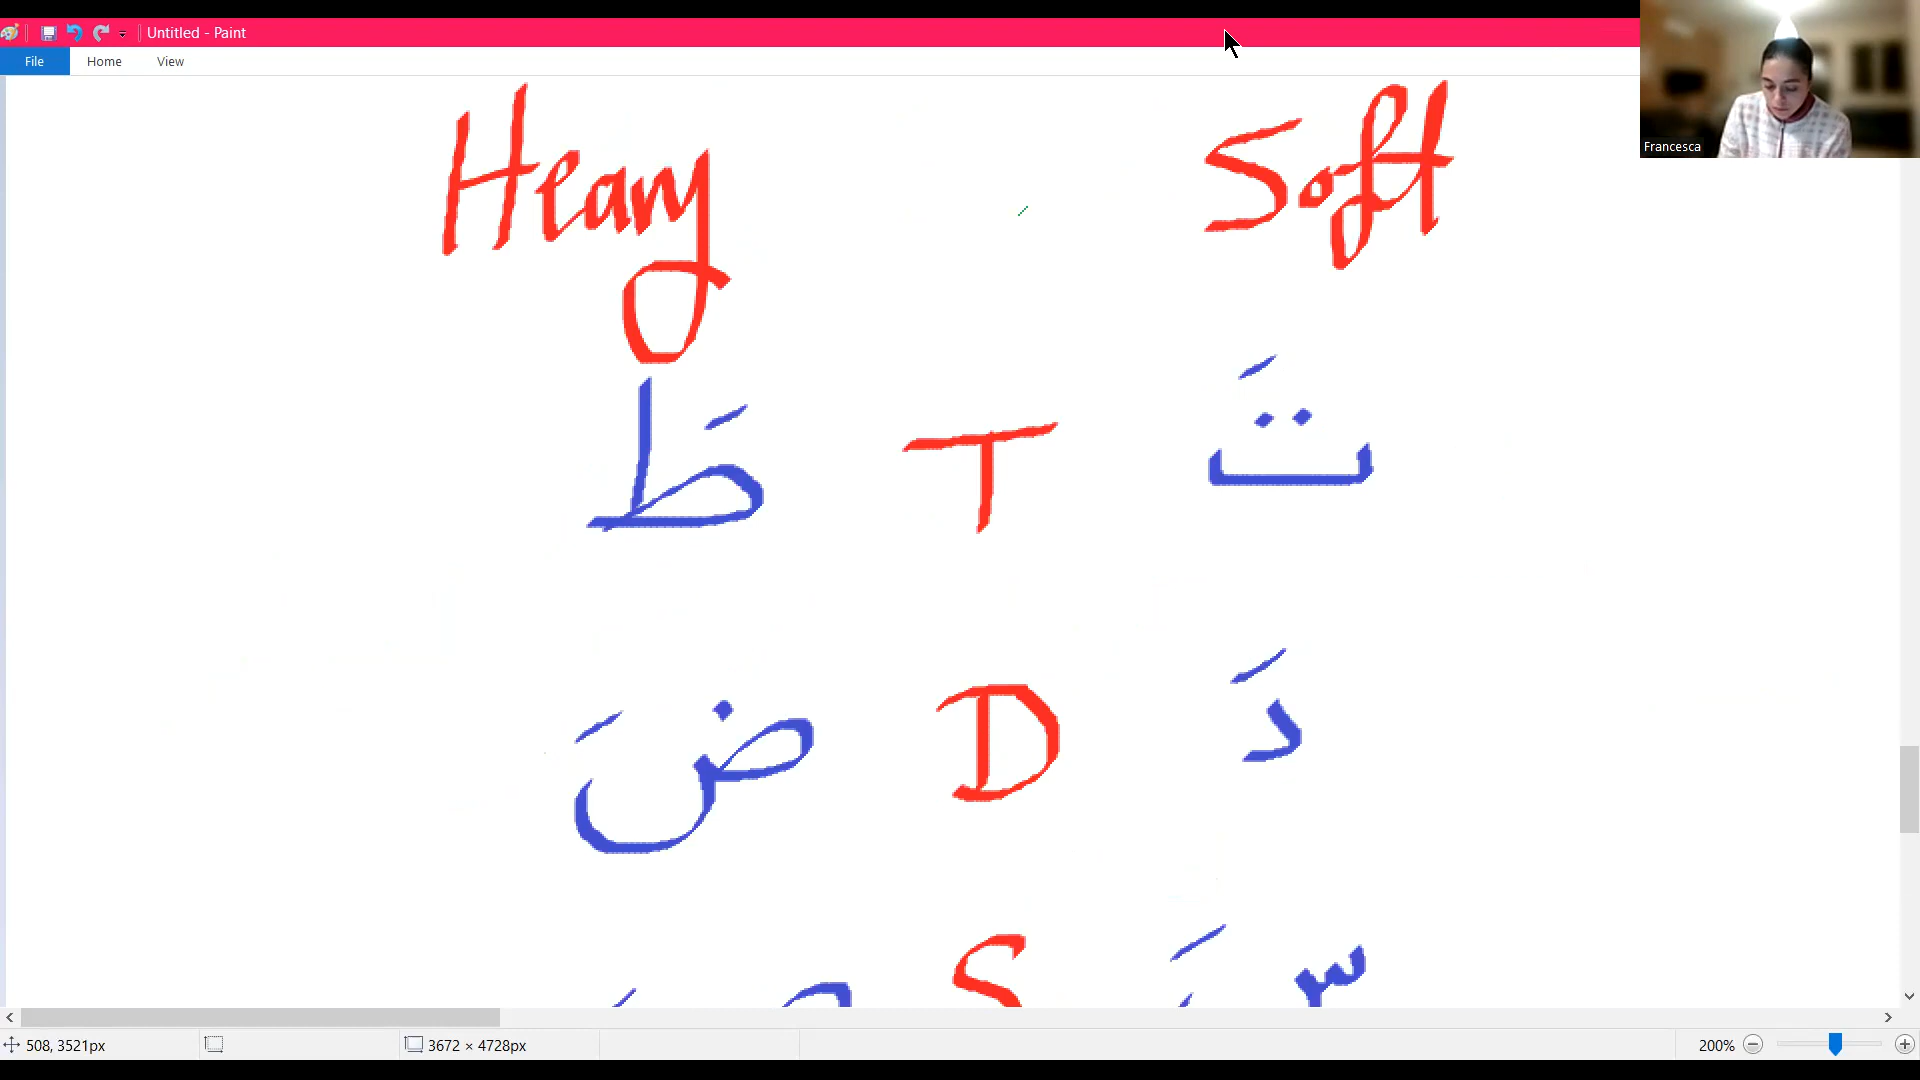 Untitled - Paint
File Home View
Francesca
Heavy Soft
طَ T تَ
ضَ D دَ
S
508, 3521px
3672 × 4728px
200%